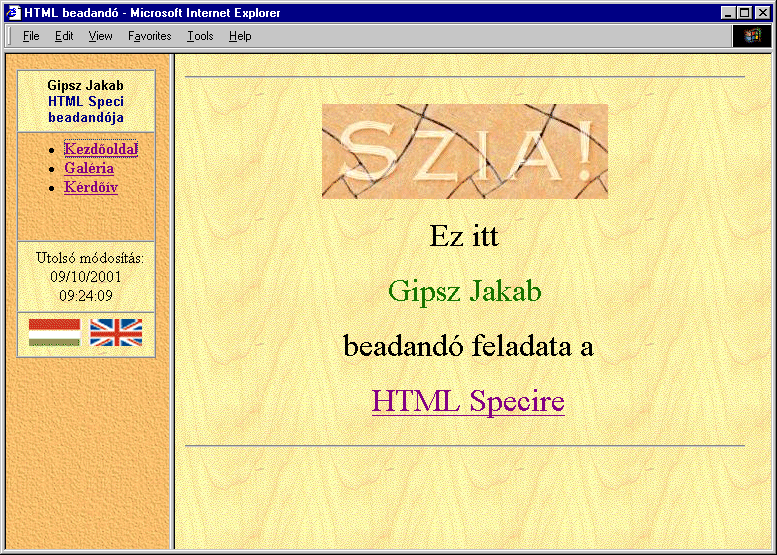 HTML beadandó - Microsoft Internet Explorer
File Edit View Favorites Tools Help
Gipsz Jakab
HTML Speci
beadandója
Kezdőoldal
Galéria
Kérdőív
Utolsó módosítás:
09/10/2001
09:24:09
SZIA!
Ez itt
Gipsz Jakab
beadandó feladata a
HTML Specire